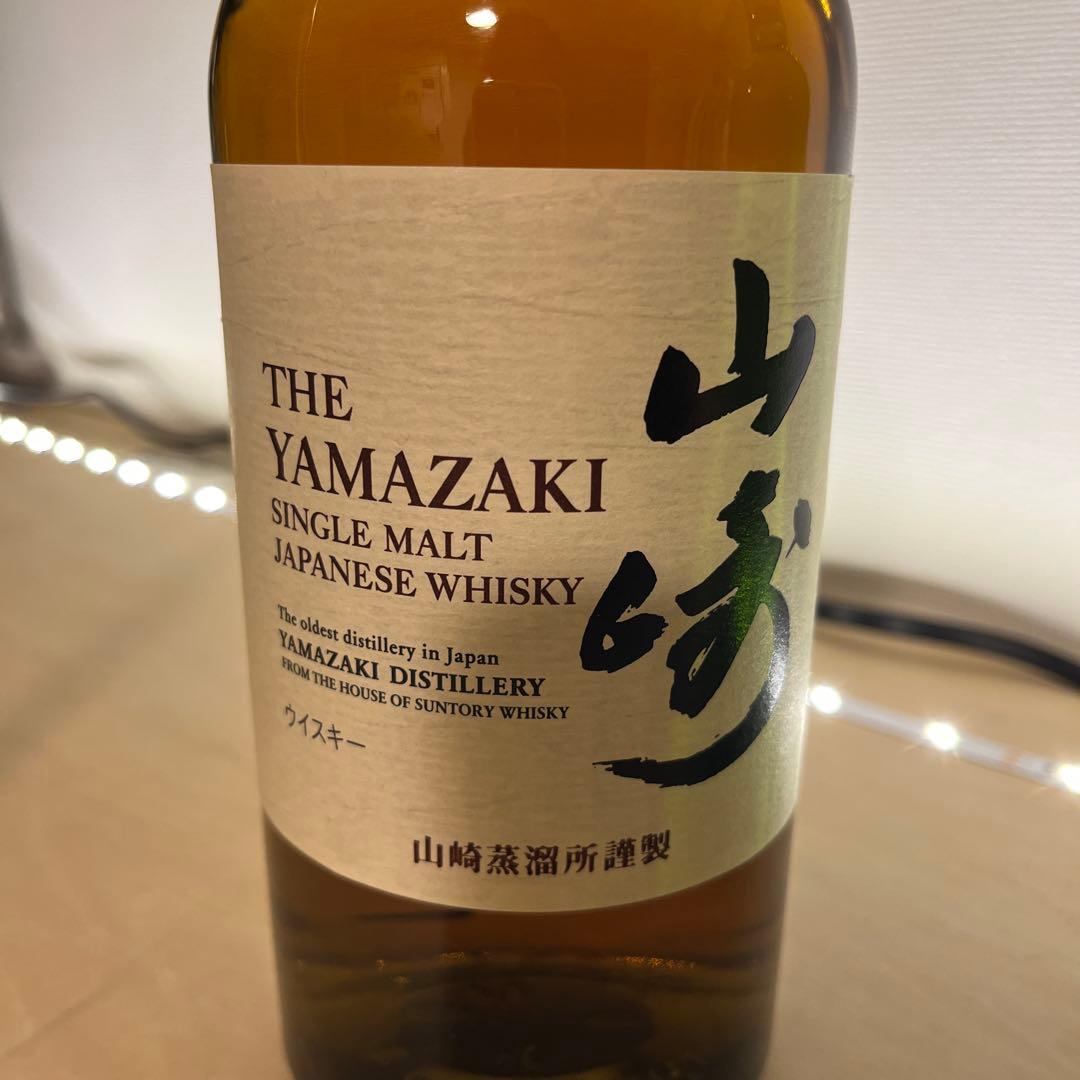 THE
YAMAZAKI
SINGLE MALT
JAPANESE WHISKY
The oldest distillery in Japan
YAMAZAKI DISTILLERY
FROM THE HOUSE OF SUNTORY WHISKY
ウイスキー
山崎
山崎蒸溜所謹製